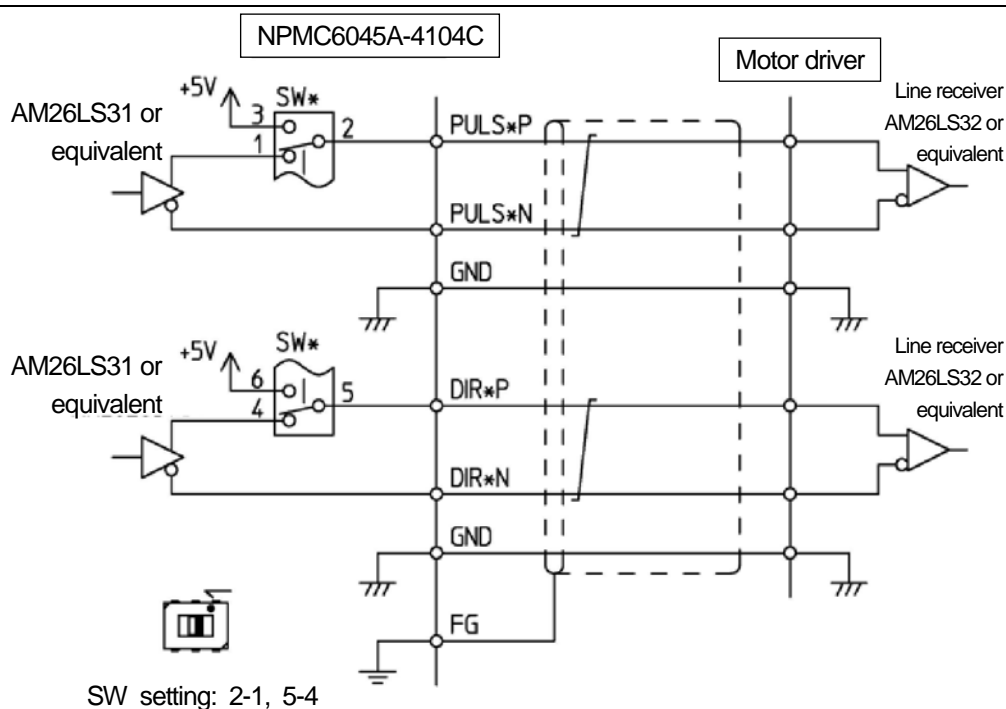 NPMC6045A-4104C
Motor driver
AM26LS31 or
equivalent
+5V
SW*
3
1
2
PULS*P
PULS*N
GND
Line receiver
AM26LS32 or
equivalent
AM26LS31 or
equivalent
+5V
SW*
6
4
5
DIR*P
DIR*N
GND
FG
Line receiver
AM26LS32 or
equivalent
SW setting: 2-1, 5-4